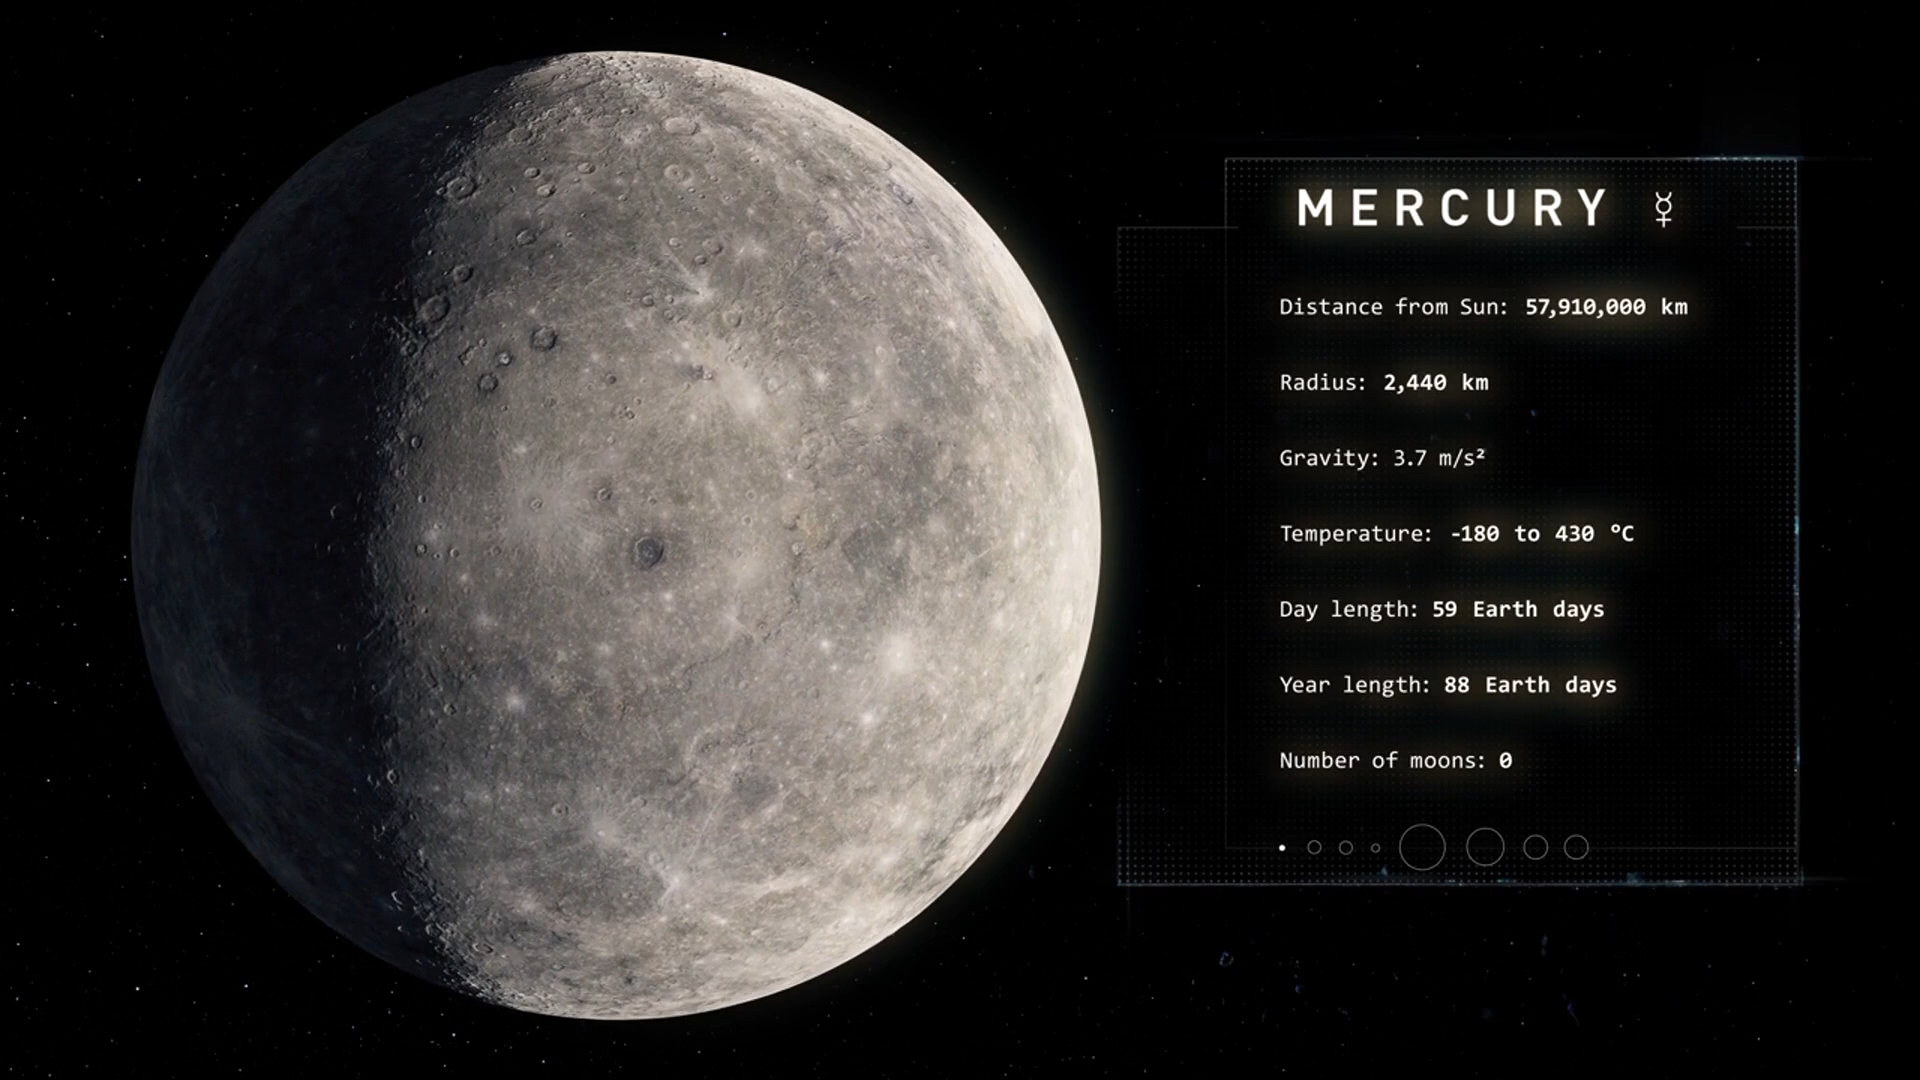 MERCURY ☿
Distance from Sun: 57,910,000 km
Radius: 2,440 km
Gravity: 3.7 m/s²
Temperature: -180 to 430 °C
Day length: 59 Earth days
Year length: 88 Earth days
Number of moons: 0